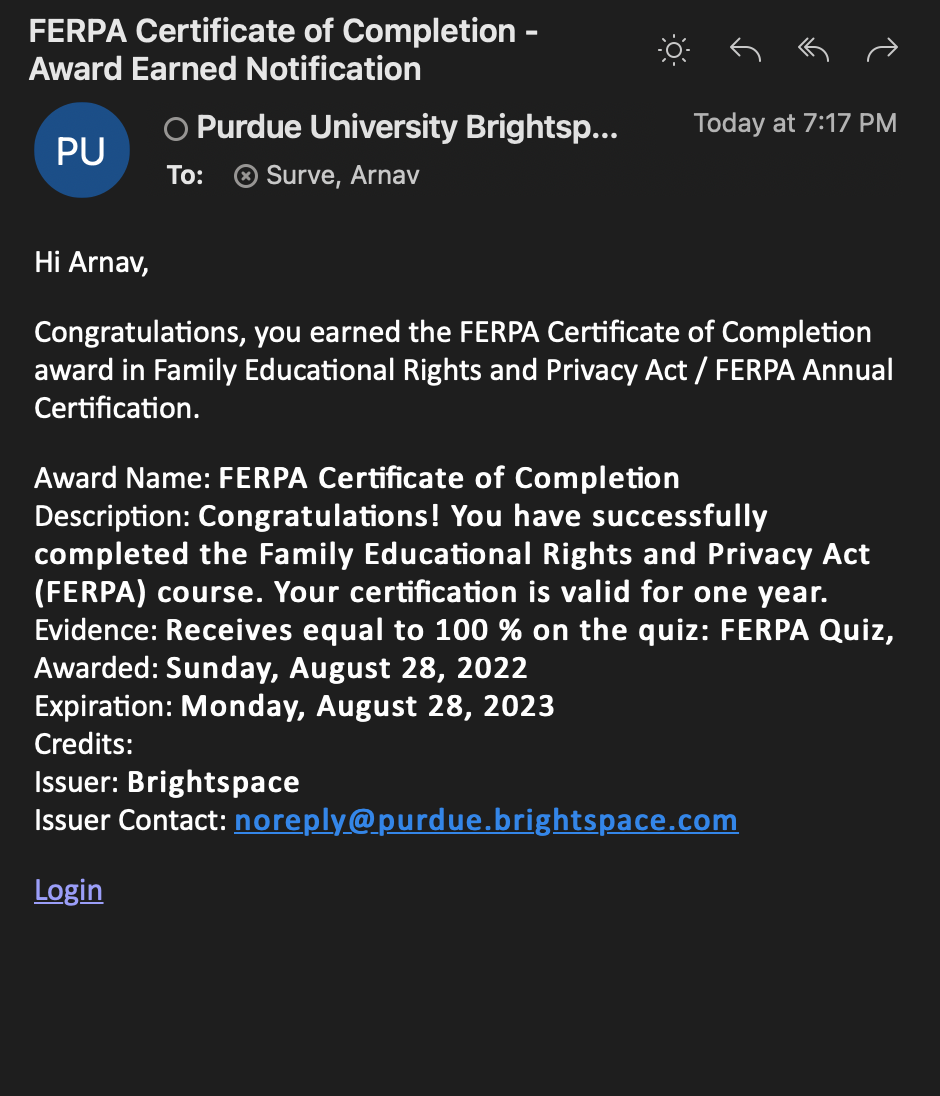 FERPA Certificate of Completion -
Award Earned Notification
PU
Purdue University Brightsp...
Today at 7:17 PM
To:
Surve, Arnav
Hi Arnav,
Congratulations, you earned the FERPA Certificate of Completion
award in Family Educational Rights and Privacy Act / FERPA Annual
Certification.
Award Name: FERPA Certificate of Completion
Description: Congratulations! You have successfully
completed the Family Educational Rights and Privacy Act
(FERPA) course. Your certification is valid for one year.
Evidence: Receives equal to 100 % on the quiz: FERPA Quiz,
Awarded: Sunday, August 28, 2022
Expiration: Monday, August 28, 2023
Credits:
Issuer: Brightspace
Issuer Contact: noreply@purdue.brightspace.com
Login